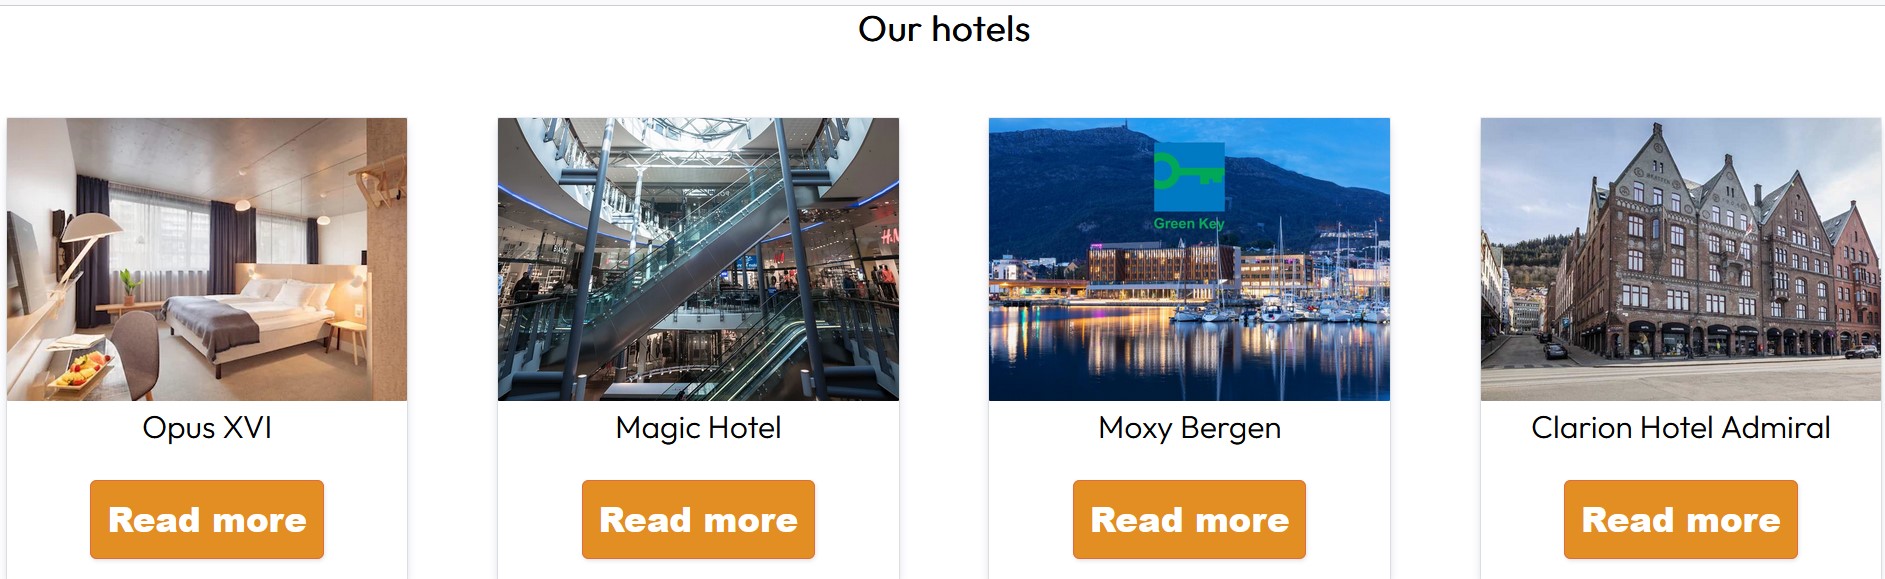 Our hotels
Green Key
Opus XVI
Magic Hotel
Moxy Bergen
Clarion Hotel Admiral
Read more
Read more
Read more
Read more